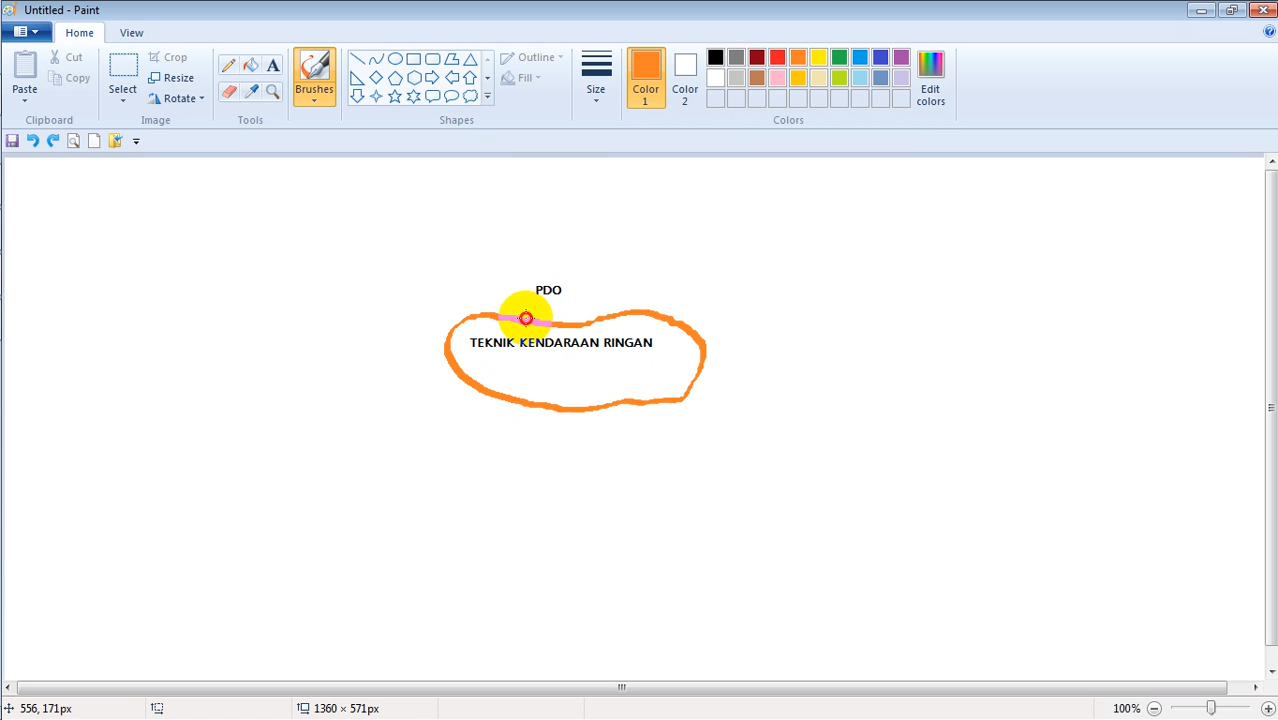 Untitled - Paint
Home
View
Paste
Cut
Copy
Clipboard
Select
Crop
Resize
Rotate
Image
Tools
Brushes
Shapes
Outline
Fill
Size
Color 1
Color 2
Colors
Edit colors
PDO
TEKNIK KENDARAAN RINGAN
556, 171px
1360 × 571px
100%